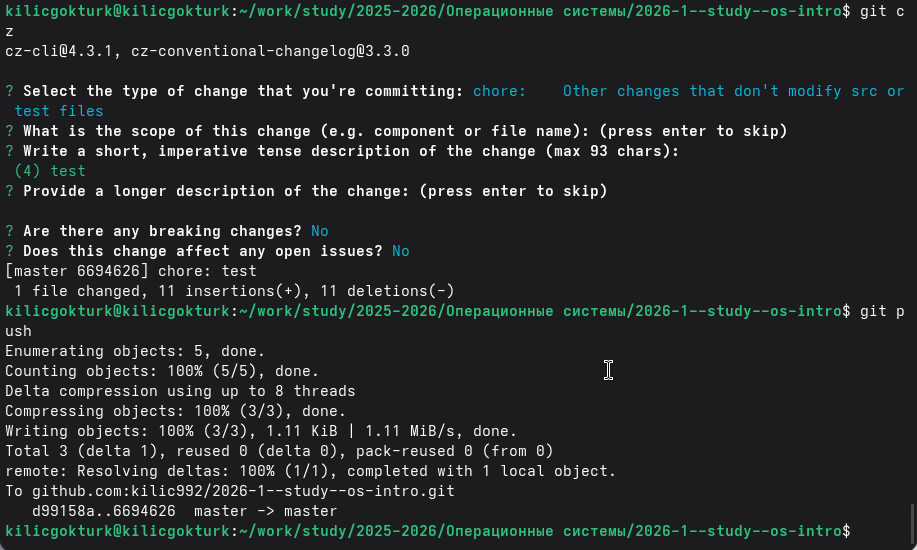 kilicgokturk@kilicgokturk:~/work/study/2025-2026/Операционные системы/2026-1--study--os-intro$ git c
z
cz-cli@4.3.1, cz-conventional-changelog@3.3.0
? Select the type of change that you're committing: chore:    Other changes that don't modify src or
 test files
? What is the scope of this change (e.g. component or file name): (press enter to skip)
? Write a short, imperative tense description of the change (max 93 chars):
 (4) test
? Provide a longer description of the change: (press enter to skip)
? Are there any breaking changes? No
? Does this change affect any open issues? No
[master 6694626] chore: test
 1 file changed, 11 insertions(+), 11 deletions(-)
kilicgokturk@kilicgokturk:~/work/study/2025-2026/Операционные системы/2026-1--study--os-intro$ git p
ush
Enumerating objects: 5, done.
Counting objects: 100% (5/5), done.
Delta compression using up to 8 threads
Compressing objects: 100% (3/3), done.
Writing objects: 100% (3/3), 1.11 KiB | 1.11 MiB/s, done.
Total 3 (delta 1), reused 0 (delta 0), pack-reused 0 (from 0)
remote: Resolving deltas: 100% (1/1), completed with 1 local object.
To github.com:kilic992/2026-1--study--os-intro.git
   d99158a..6694626  master -> master
kilicgokturk@kilicgokturk:~/work/study/2025-2026/Операционные системы/2026-1--study--os-intro$